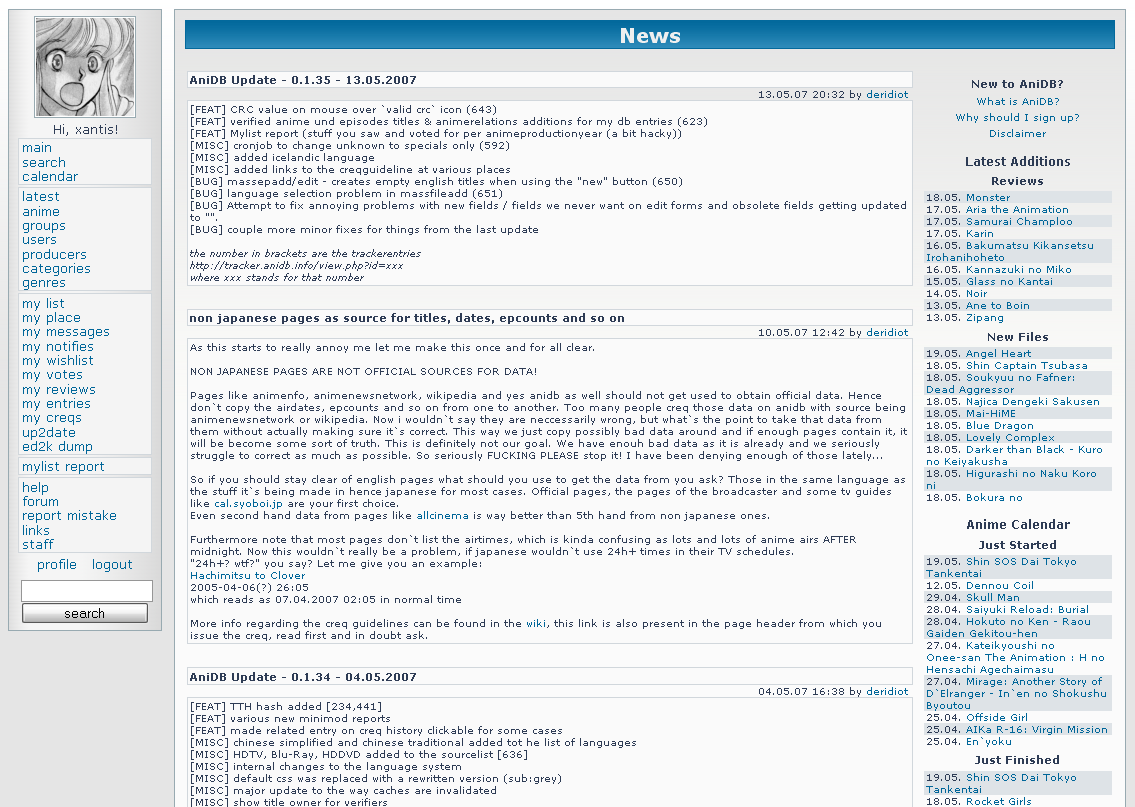 Hi, xantis!
main
search
calendar
latest
anime
groups
users
producers
categories
genres
my list
my place
my messages
my notifies
my wishlist
my votes
my reviews
my entries
my creqs
up2date
ed2k dump
mylist report
help
forum
report mistake
links
staff
profile logout
search
News
AniDB Update - 0.1.35 - 13.05.2007
13.05.07 20:32 by deridiot
[FEAT] CRC value on mouse over `valid crc` icon (643)
[FEAT] verified anime und episodes titles & animerelations additions for my db entries (623)
[FEAT] Mylist report (stuff you saw and voted for per animeproductionyear (a bit hacky))
[MISC] cronjob to change unknown to specials only (592)
[MISC] added icelandic language
[MISC] added links to the creqguideline at various places
[BUG] massepadd/edit - creates empty english titles when using the "new" button (650)
[BUG] language selection problem in massfileadd (651)
[BUG] Attempt to fix annoying problems with new fields / fields we never want on edit forms and obsolete fields getting updated
to "".
[BUG] couple more minor fixes for things from the last update
the number in brackets are the trackerentries
http://tracker.anidb.info/view.php?id=xxx
where xxx stands for that number
non japanese pages as source for titles, dates, epcounts and so on
10.05.07 12:42 by deridiot
As this starts to really annoy me let me make this once and for all clear.
NON JAPANESE PAGES ARE NOT OFFICIAL SOURCES FOR DATA!
Pages like animenfo, animenewsnetwork, wikipedia and yes anidb as well should not get used to obtain official data. Hence
don`t copy the airdates, epcounts and so on from one to another. Too many people creq those data on anidb with source being
animenewsnetwork or wikipedia. Now i wouldn`t say they are neccessarily wrong, but what`s the point to take that data from
them without actually making sure it`s correct. This way we just copy possibly bad data around and if enough pages contain it, it
will be become some sort of truth. This is definitely not our goal. We have enouh bad data as it is already and we seriously
struggle to correct as much as possible. So seriously FUCKING PLEASE stop it! I have been denying enough of those lately...
So if you should stay clear of english pages what should you use to get the data from you ask? Those in the same language as
the stuff it`s being made in hence japanese for most cases. Official pages, the pages of the broadcaster and some tv guides
like cal.syoboi.jp are your first choice.
Even second hand data from pages like allcinema is way better than 5th hand from non japanese ones.
Furthermore note that most pages don`t list the airtimes, which is kinda confusing as lots and lots of anime airs AFTER
midnight. Now this wouldn`t really be a problem, if japanese wouldn`t use 24h+ times in their TV schedules.
"24h+? wtf?" you say? Let me give you an example:
Hachimitsu to Clover
2005-04-06(?) 26:05
which reads as 07.04.2007 02:05 in normal time
More info regarding the creq guidelines can be found in the wiki, this link is also present in the page header from which you
issue the creq, read first and in doubt ask.
AniDB Update - 0.1.34 - 04.05.2007
04.05.07 16:38 by deridiot
[FEAT] TTH hash added [234,441]
[FEAT] various new minimod reports
[FEAT] made related entry on creq history clickable for some cases
[MISC] chinese simplified and chinese traditional added tot he list of languages
[MISC] HDTV, Blu-Ray, HDDVD added to the sourcelist [636]
[MISC] internal changes to the language system
[MISC] default css was replaced with a rewritten version (sub:grey)
[MISC] major update to the way caches are invalidated
[MISC] show title owner for verifiers
New to AniDB?
What is AniDB?
Why should I sign up?
Disclaimer
Latest Additions
Reviews
18.05. Monster
17.05. Aria the Animation
17.05. Samurai Champloo
17.05. Karin
16.05. Bakumatsu Kikansetsu
Irohanihoheto
16.05. Kannazuki no Miko
15.05. Glass no Kantai
14.05. Noir
13.05. Ane to Boin
13.05. Zipang
New Files
19.05. Angel Heart
18.05. Shin Captain Tsubasa
18.05. Soukyuu no Fafner:
Dead Aggressor
18.05. Najica Dengeki Sakusen
18.05. Mai-HiME
18.05. Blue Dragon
18.05. Lovely Complex
18.05. Darker than Black - Kuro
no Keiyakusha
18.05. Higurashi no Naku Koro
ni
18.05. Bokura no
Anime Calendar
Just Started
19.05. Shin SOS Dai Tokyo
Tankentai
12.05. Dennou Coil
29.04. Skull Man
28.04. Saiyuki Reload: Burial
28.04. Hokuto no Ken - Raou
Gaiden Gekitou-hen
27.04. Kateikyoushi no
Onee-san The Animation : H no
Hensachi Agechaimasu
27.04. Mirage: Another Story of
D`Elranger - In`en no Shokushu
Byoutou
25.04. Offside Girl
25.04. AIKa R-16: Virgin Mission
25.04. En`yoku
Just Finished
19.05. Shin SOS Dai Tokyo
Tankentai
18.05. Rocket Girls